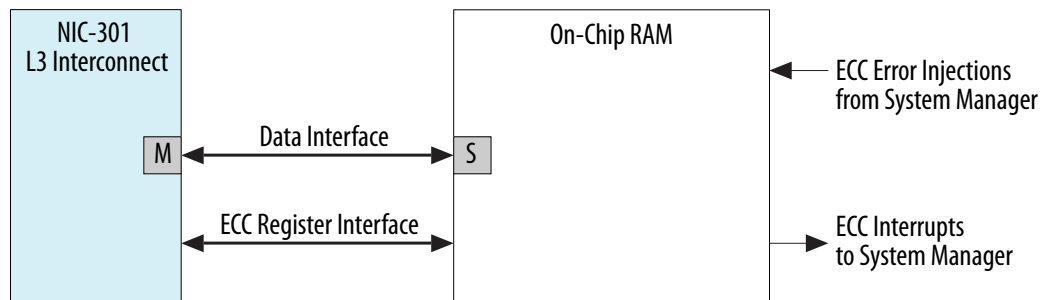 NIC-301
L3 Interconnect
On-Chip RAM
ECC Error Injections
from System Manager
M
Data Interface
S
ECC Register Interface
ECC Interrupts
to System Manager